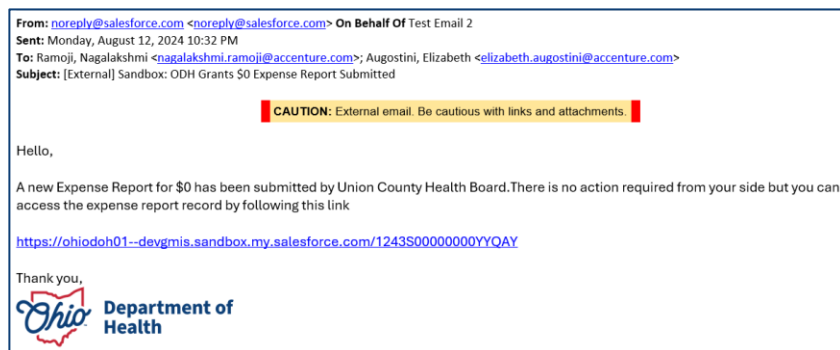 From: noreply@salesforce.com <noreply@salesforce.com> On Behalf Of Test Email 2
Sent: Monday, August 12, 2024 10:32 PM
To: Ramoji, Nagalakshmi <nagalakshmi.ramoji@accenture.com>; Augostini, Elizabeth <elizabeth.augostini@accenture.com>
Subject: [External] Sandbox: ODH Grants $0 Expense Report Submitted
CAUTION: External email. Be cautious with links and attachments.
Hello,
A new Expense Report for $0 has been submitted by Union County Health Board.There is no action required from your side but you can
access the expense report record by following this link
https://ohiodoh01--devgmis.sandbox.my.salesforce.com/1243S00000000YYQAY
Thank you,
Ohio Department of
Health